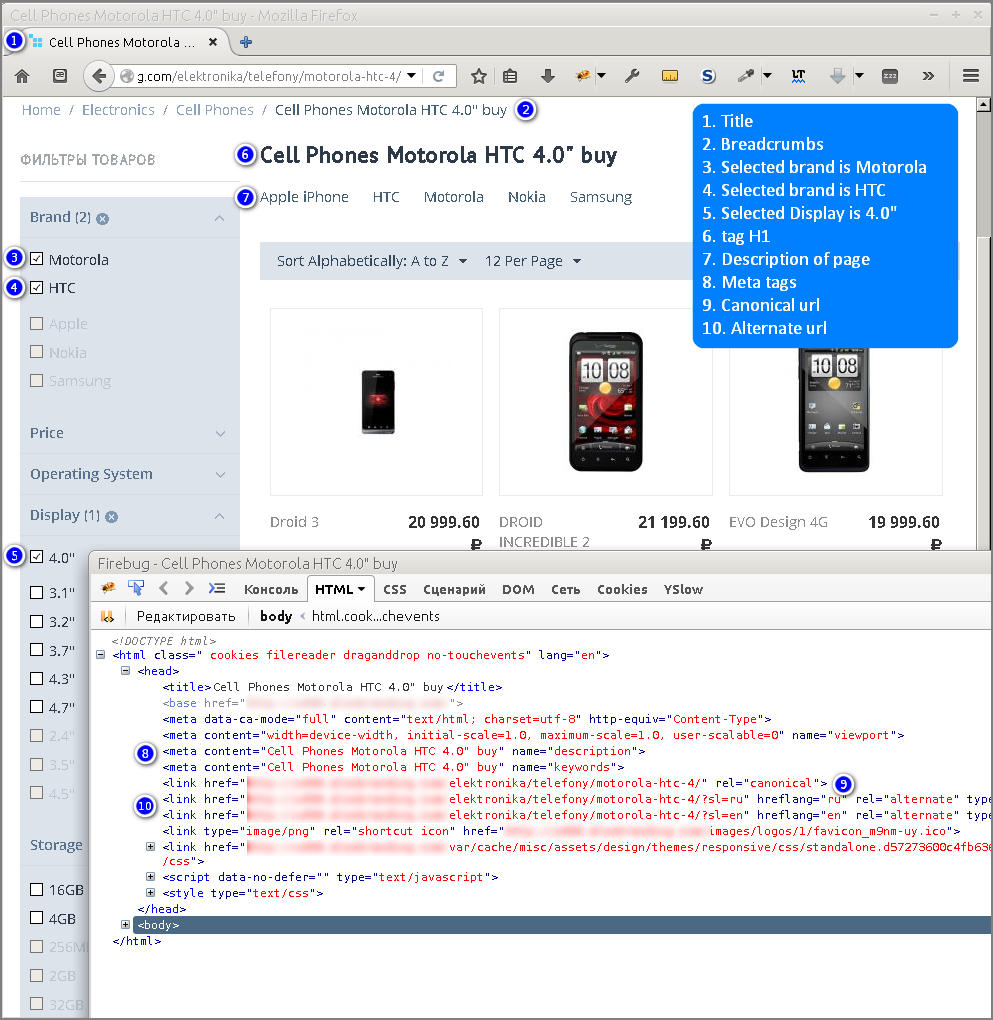 Cell Phones Motorola HTC 4.0" buy - Mozilla Firefox
1 Cell Phones Motorola ...
g.com/elektronika/telefony/motorola-htc-4/
Home / Electronics / Cell Phones / Cell Phones Motorola HTC 4.0" buy 2
ФИЛЬТРЫ ТОВАРОВ
Brand (2)
3 Motorola
4 HTC
Apple
Nokia
Samsung
Price
Operating System
Display (1)
5 4.0"
3.1"
3.2"
3.7"
4.3"
4.7"
2.4"
3.5"
4.5"
Storage
16GB
4GB
2GB
32GB
6 Cell Phones Motorola HTC 4.0" buy
7 Apple iPhone HTC Motorola Nokia Samsung
Sort Alphabetically: A to Z 12 Per Page
1. Title
2. Breadcrumbs
3. Selected brand is Motorola
4. Selected brand is HTC
5. Selected Display is 4.0"
6. tag H1
7. Description of page
8. Meta tags
9. Canonical url
10. Alternate url
Droid 3 20 999.60 ₽
DROID INCREDIBLE 2 21 199.60 ₽
EVO Design 4G 19 999.60 ₽
Firebug - Cell Phones Motorola HTC 4.0" buy
Консоль HTML CSS Сценарий DOM Сеть Cookies YSlow
Редактировать body < html.cook...chevents
<!DOCTYPE html>
<html class=" cookies filereader draganddrop no-touchevents" lang="en">
<head>
<title>Cell Phones Motorola HTC 4.0" buy</title>
<base href=" ">
<meta data-ca-mode="full" content="text/html; charset=utf-8" http-equiv="Content-Type">
<meta content="width=device-width, initial-scale=1.0, maximum-scale=1.0, user-scalable=0" name="viewport">
8 <meta content="Cell Phones Motorola HTC 4.0" buy" name="description">
<meta content="Cell Phones Motorola HTC 4.0" buy" name="keywords">
<link href=" elektronika/telefony/motorola-htc-4/" rel="canonical"> 9
10 <link href=" elektronika/telefony/motorola-htc-4/?sl=ru" hreflang="ru" rel="alternate" type
<link href=" elektronika/telefony/motorola-htc-4/?sl=en" hreflang="en" rel="alternate" type
<link type="image/png" rel="shortcut icon" href=" images/logos/1/favicon_m9nm-uy.ico">
<link href=" var/cache/misc/assets/design/themes/responsive/css/standalone.d57273600c4fb63
/css">
<script data-no-defer="" type="text/javascript">
<style type="text/css">
</head>
<body>
</html>